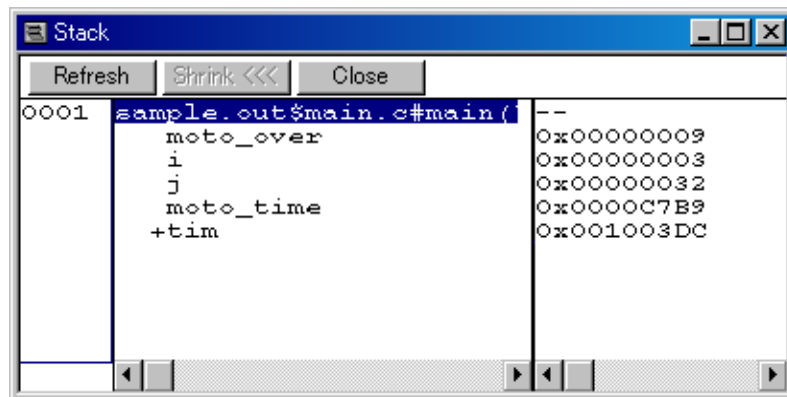 Stack
Refresh Shrink <<< Close
0001 sample.out$main.c#main() --
moto_over 0x00000009
i 0x00000003
j 0x00000032
moto_time 0x0000C7B9
+tim 0x001003DC